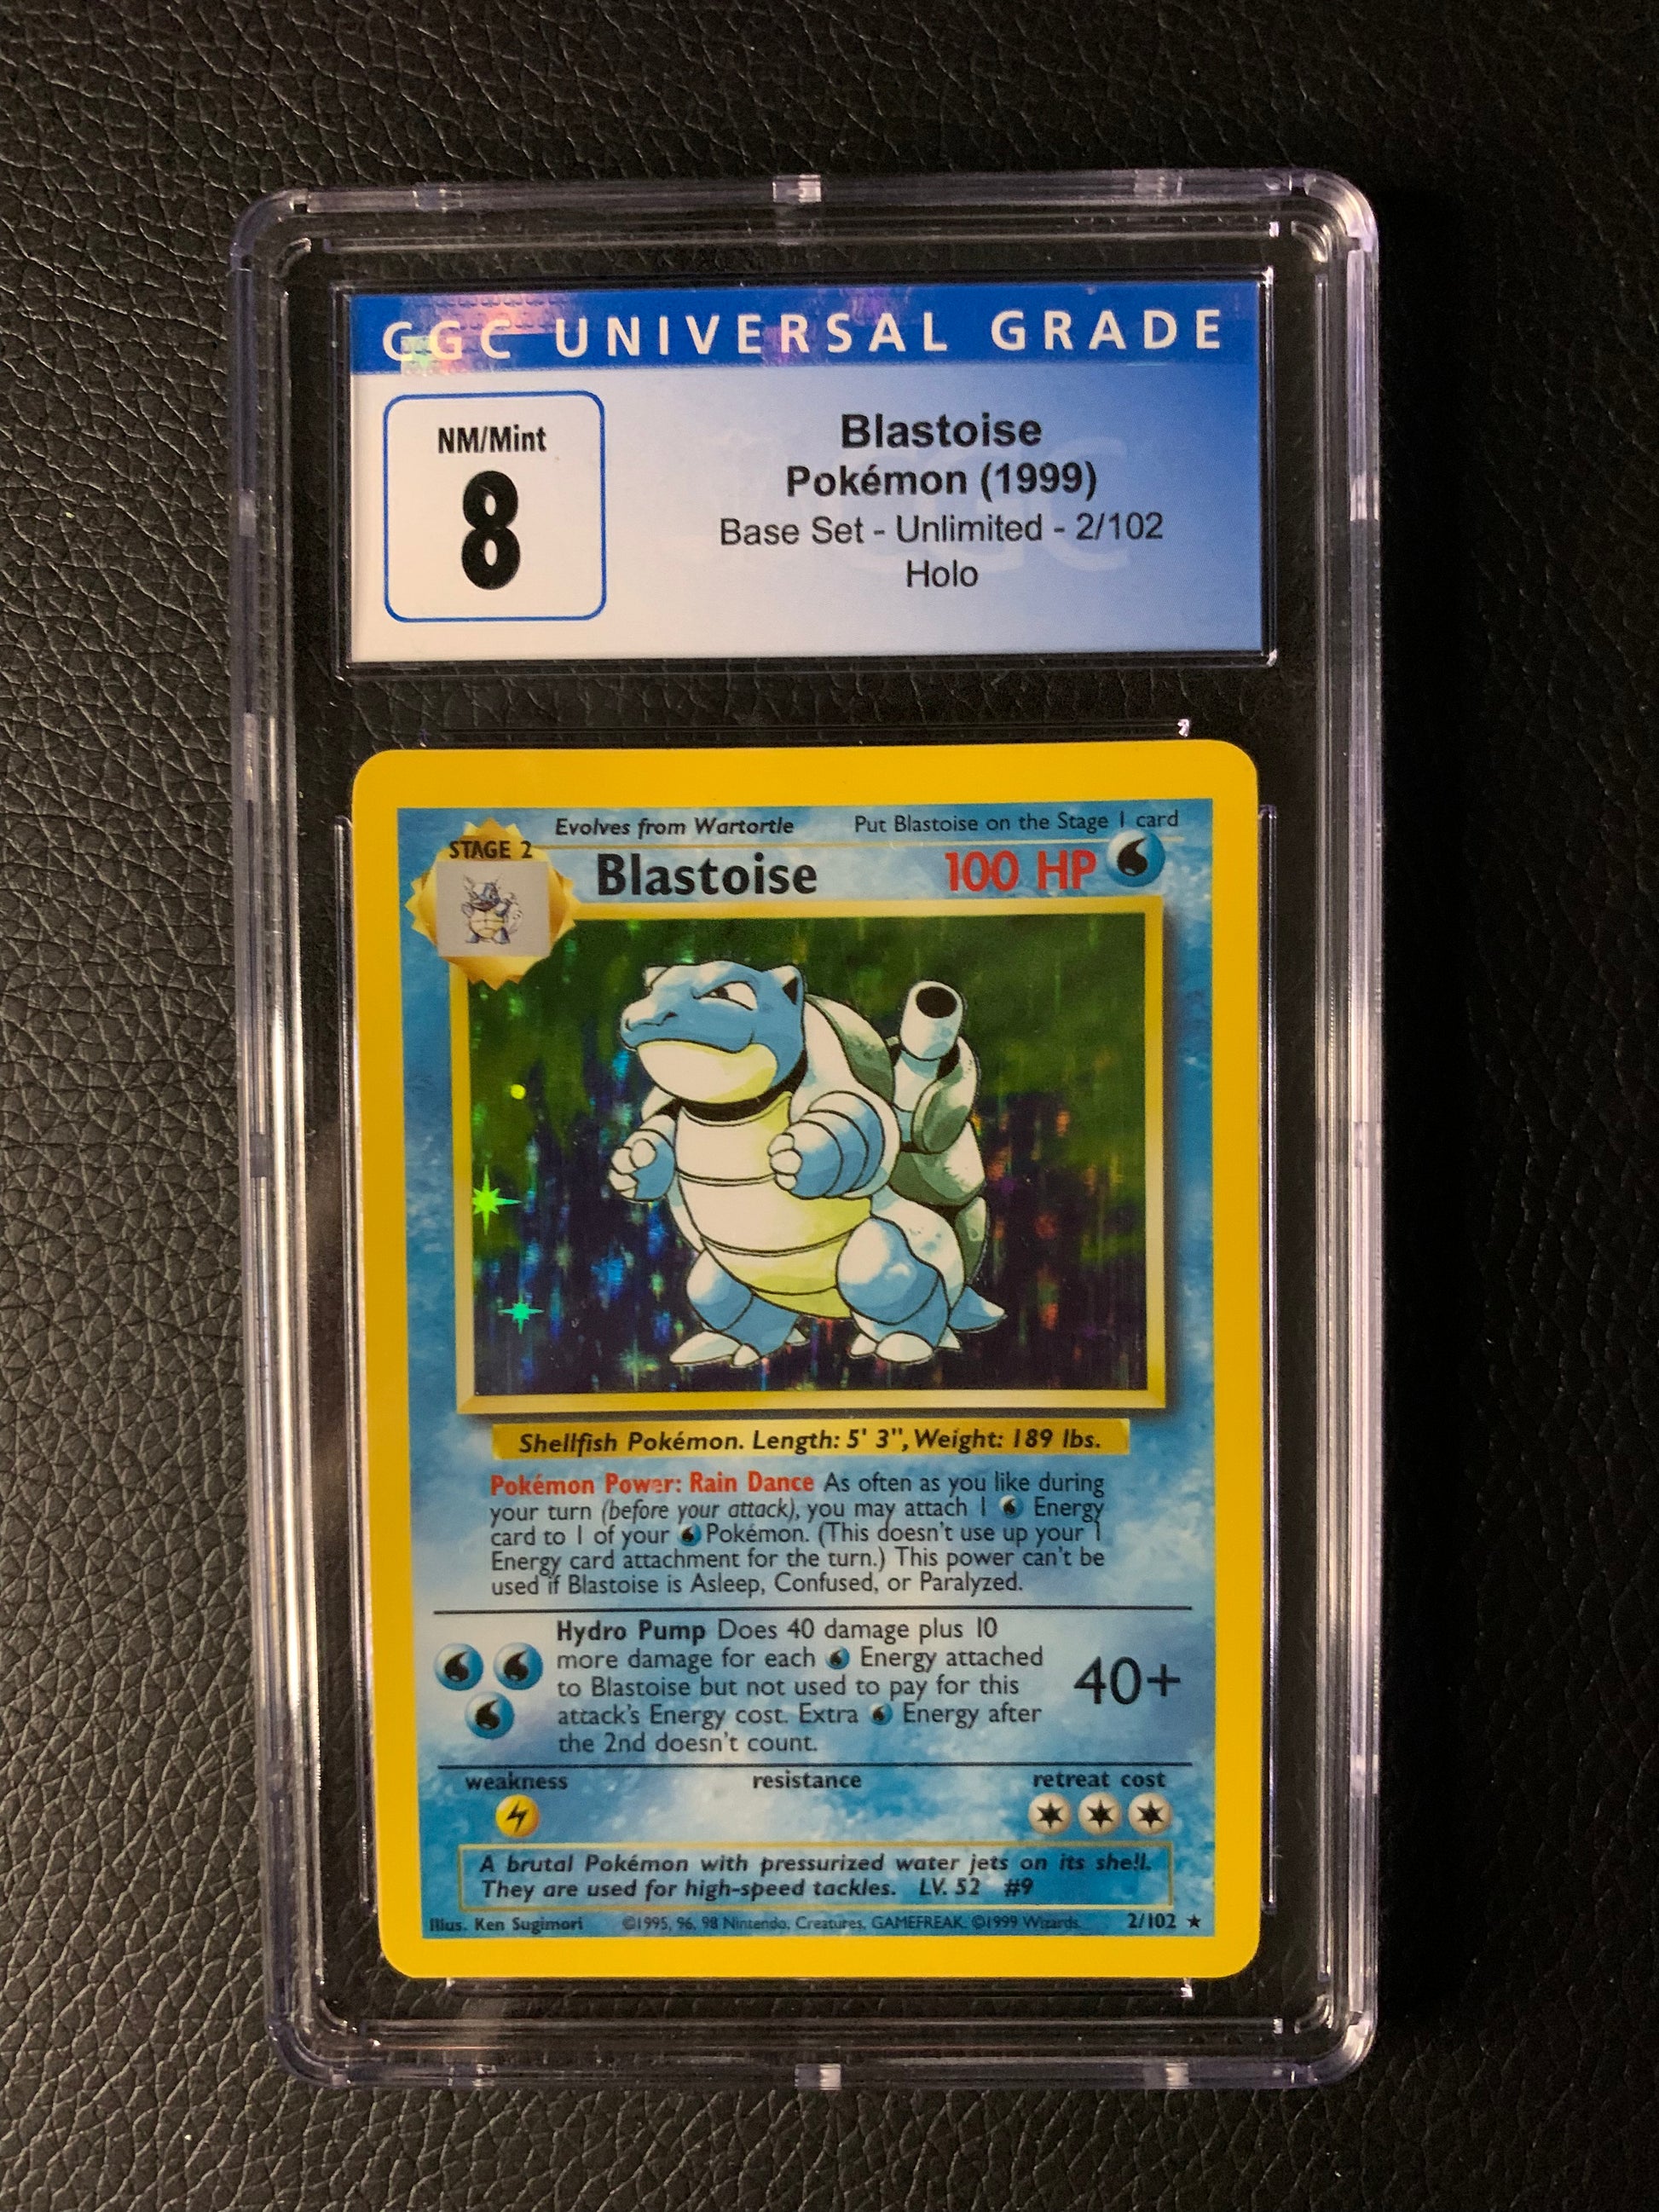 CGC UNIVERSAL GRADE
NM/Mint
8
Blastoise
Pokémon (1999)
Base Set - Unlimited - 2/102
Holo
Evolves from Wartortle Put Blastoise on the Stage 1 card
STAGE 2
Blastoise 100 HP
Shellfish Pokémon. Length: 5' 3", Weight: 189 lbs.
Pokémon Power: Rain Dance As often as you like during
your turn (before your attack), you may attach 1 Energy
card to 1 of your Pokémon. (This doesn't use up your 1
Energy card attachment for the turn.) This power can't be
used if Blastoise is Asleep, Confused, or Paralyzed.
Hydro Pump Does 40 damage plus 10
more damage for each Energy attached
to Blastoise but not used to pay for this
attack's Energy cost. Extra Energy after
the 2nd doesn't count.
40+
weakness resistance retreat cost
A brutal Pokémon with pressurized water jets on its shell.
They are used for high-speed tackles. LV. 52 #9
Illus. Ken Sugimori ©1995, 96, 98 Nintendo, Creatures, GAMEFREAK. ©1999 Wizards. 2/102 ★